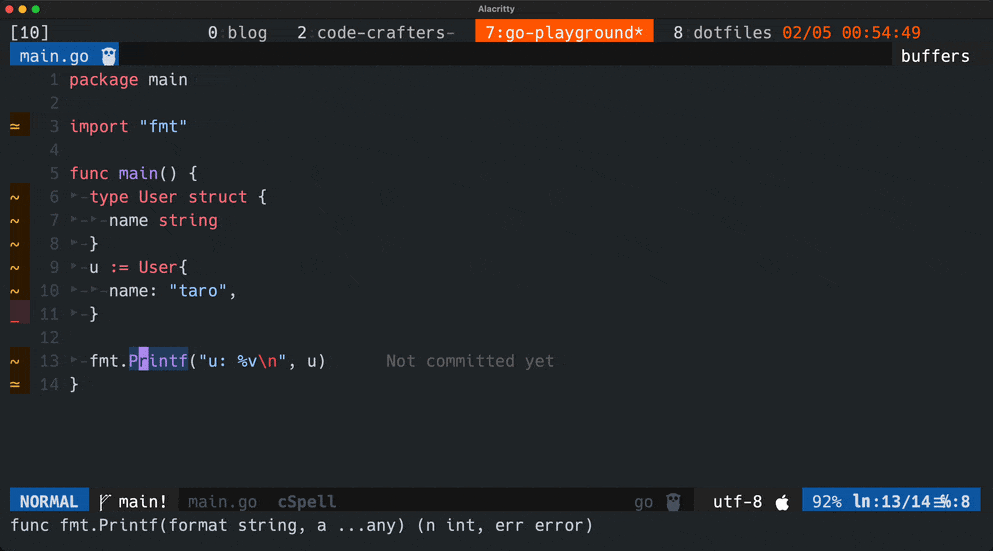 Alacritty
[10] 0 blog 2 code-crafters- 7:go-playground* 8 dotfiles 02/05 00:54:49
main.go buffers
1 package main
2
≃ 3 import "fmt"
4
5 func main() {
~ 6 type User struct {
~ 7 name string
~ 8 }
~ 9 u := User{
~ 10 name: "taro",
_ 11 }
12
~ 13 fmt.Printf("u: %v\n", u) Not committed yet
≃ 14 }
NORMAL main! main.go cSpell go utf-8 92% ln:13/14≡%:8
func fmt.Printf(format string, a ...any) (n int, err error)